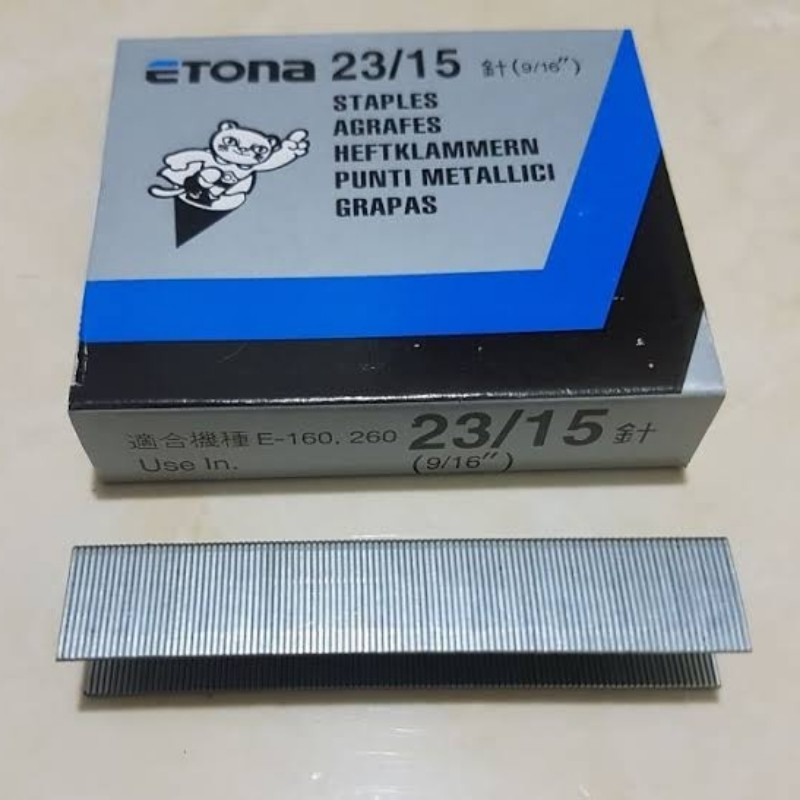 ETONA 23/15 針(9/16")
STAPLES
AGRAFES
HEFTKLAMMERN
PUNTI METALLICI
GRAPAS
適合機種 E-160, 260 23/15 針
Use In. (9/16")